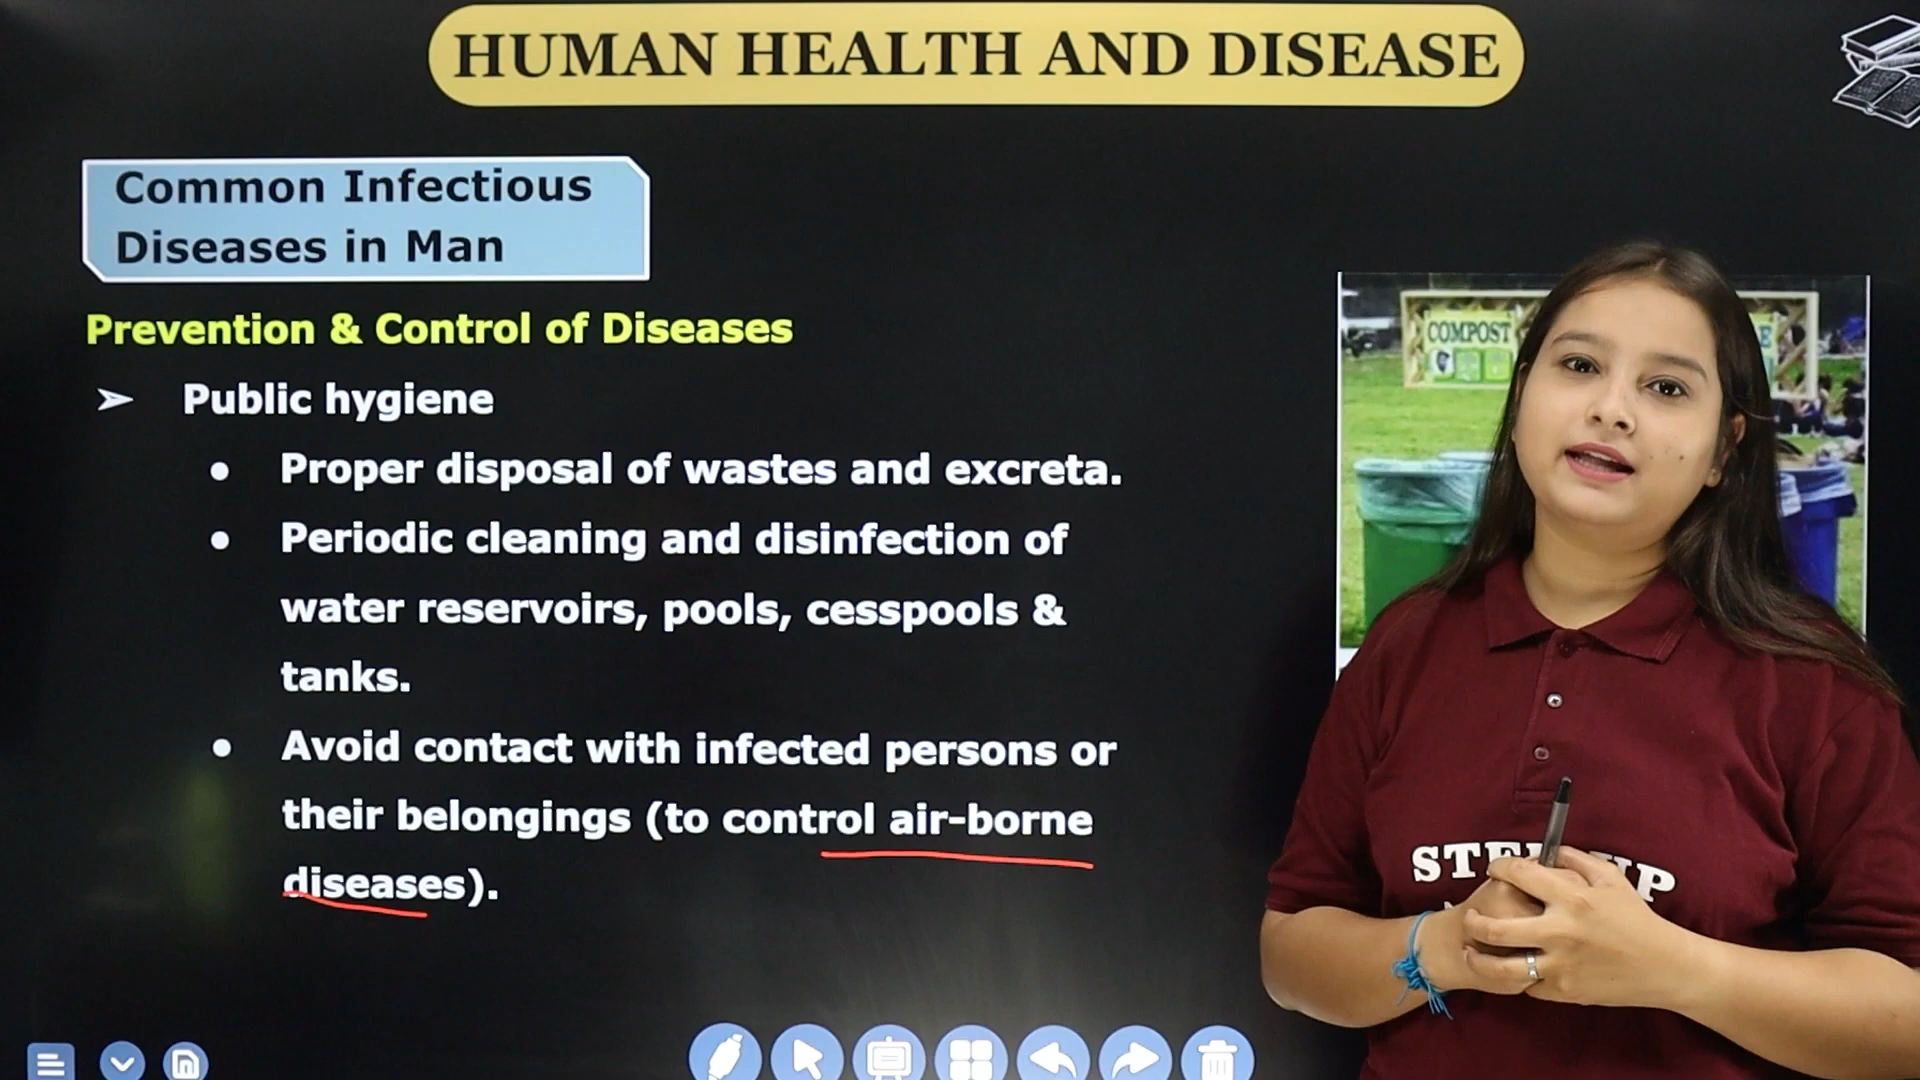 HUMAN HEALTH AND DISEASE
Common Infectious
Diseases in Man
Prevention & Control of Diseases
➢ Public hygiene
• Proper disposal of wastes and excreta.
• Periodic cleaning and disinfection of
water reservoirs, pools, cesspools &
tanks.
• Avoid contact with infected persons or
their belongings (to control air-borne
diseases).
COMPOST